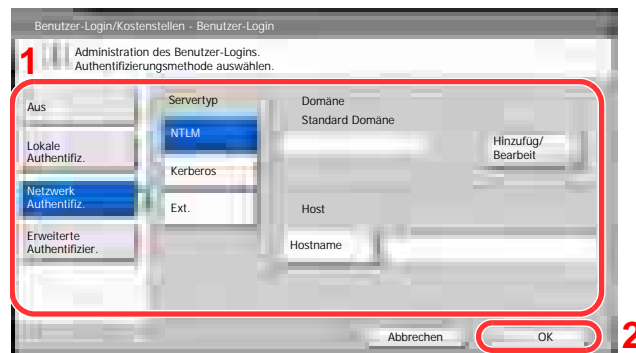 Benutzer-Login/Kostenstellen - Benutzer-Login
1
Administration des Benutzer-Logins.
Authentifizierungsmethode auswählen.
Aus
Lokale
Authentifiz.
Netzwerk
Authentifiz.
Erweiterte
Authentifizier.
Servertyp
NTLM
Kerberos
Ext.
Domäne
Standard Domäne
Hinzufüg/
Bearbeit
Host
Hostname
Abbrechen
OK
2